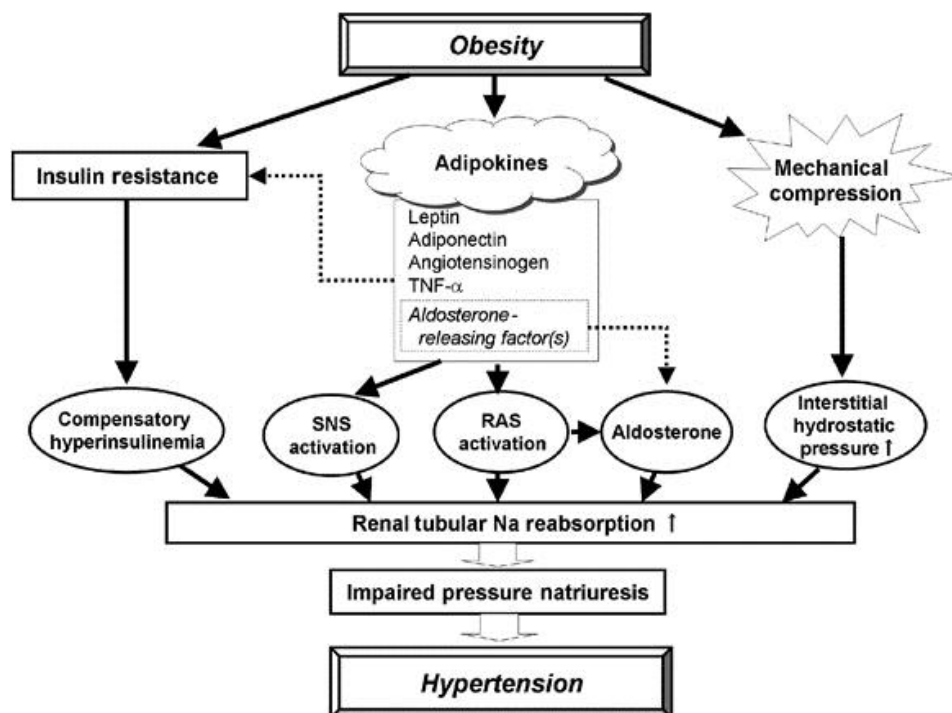 Obesity
Insulin resistance
Adipokines
Mechanical
compression
Leptin
Adiponectin
Angiotensinogen
TNF-α
Aldosterone-
releasing factor(s)
Compensatory
hyperinsulinemia
SNS
activation
RAS
activation
Aldosterone
Interstitial
hydrostatic
pressure ↑
Renal tubular Na reabsorption ↑
Impaired pressure natriuresis
Hypertension